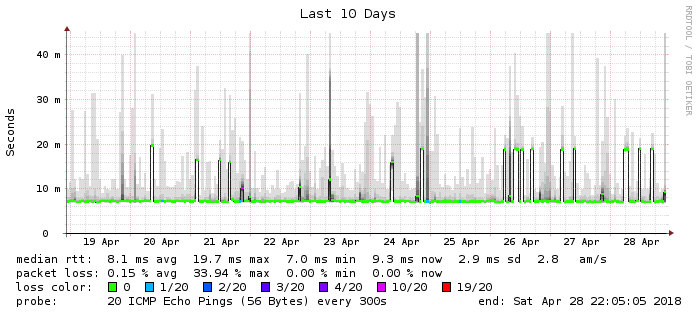 Last 10 Days
RRDTOOL / TOBI OETIKER
Seconds
40 m
30 m
20 m
10 m
0
19 Apr 20 Apr 21 Apr 22 Apr 23 Apr 24 Apr 25 Apr 26 Apr 27 Apr 28 Apr
median rtt: 8.1 ms avg 19.7 ms max 7.0 ms min 9.3 ms now 2.9 ms sd 2.8 am/s
packet loss: 0.15 % avg 33.94 % max 0.00 % min 0.00 % now
loss color: 0 1/20 2/20 3/20 4/20 10/20 19/20
probe: 20 ICMP Echo Pings (56 Bytes) every 300s end: Sat Apr 28 22:05:05 2018